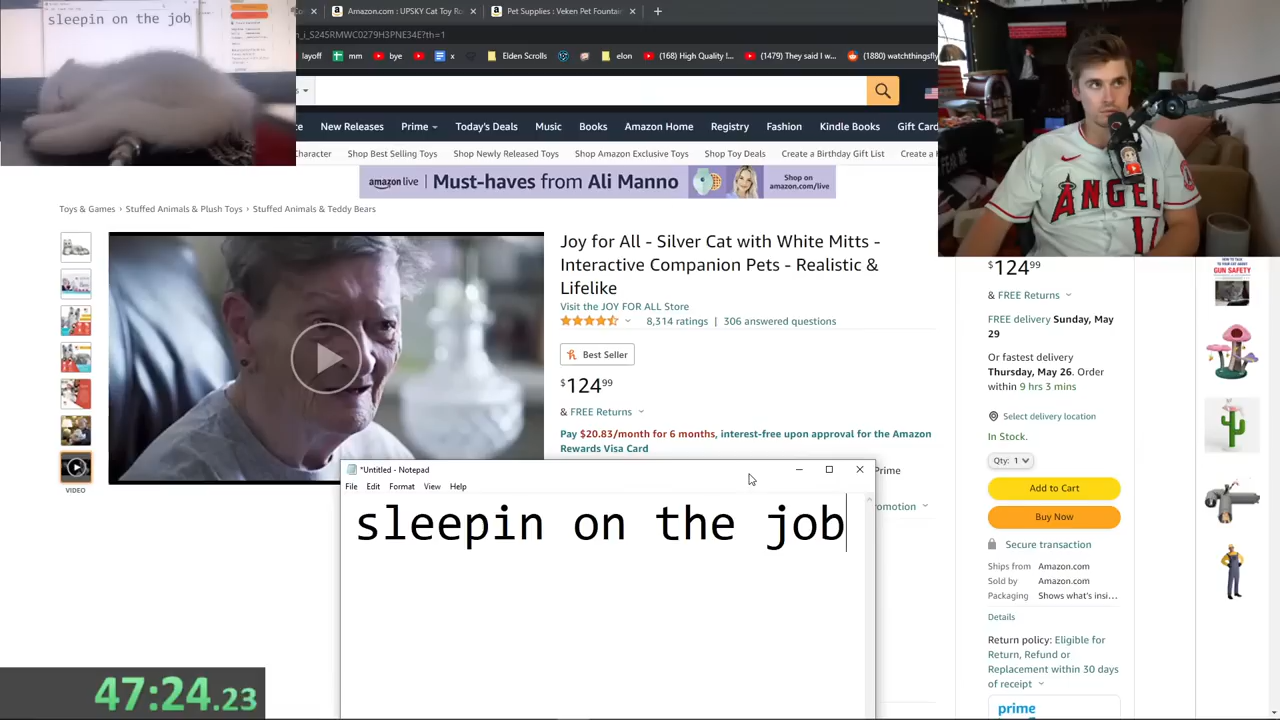 sleepin on the job
Amazon.com : UPSKY Cat Toy Ro
Supplies : Veken Pet Fountain
layoff
mm
bye
x
Elon Scrolls
elon
(68) High Quality I...
(479) They said I w...
(1880) watchthingsfly
New Releases
Prime
Today's Deals
Music
Books
Amazon Home
Registry
Fashion
Kindle Books
Gift Card
Character
Shop Best Selling Toys
Shop Newly Released Toys
Shop Amazon Exclusive Toys
Shop Toy Deals
Create a Birthday Gift List
Create a
amazon live
Must-haves from Ali Manno
Shop on
amazon.com/live
ANGEL
Toys & Games › Stuffed Animals & Plush Toys › Stuffed Animals & Teddy Bears
Joy for All - Silver Cat with White Mitts -
Interactive Companion Pets - Realistic &
Lifelike
Visit the JOY FOR ALL Store
8,314 ratings | 306 answered questions
Best Seller
$124.99
& FREE Returns
Pay $20.83/month for 6 months, interest-free upon approval for the Amazon
Rewards Visa Card
Prime
VIDEO
*Untitled - Notepad
File Edit Format View Help
sleepin on the job
$124.99
& FREE Returns
FREE delivery Sunday, May
29
Or fastest delivery
Thursday, May 26. Order
within 9 hrs 3 mins
Select delivery location
In Stock.
Qty: 1
Add to Cart
Buy Now
Secure transaction
Ships from Amazon.com
Sold by Amazon.com
Packaging Shows what's insi...
Details
Return policy: Eligible for
Return, Refund or
Replacement within 30 days
of receipt
prime
GUN SAFETY
47:24.23